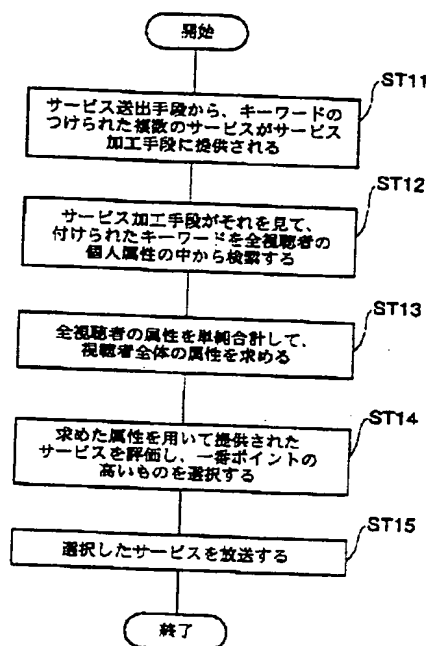 開始
ST11
サービス送出手段から、キーワードの
つけられた複数のサービスがサービス
加工手段に提供される
ST12
サービス加工手段がそれを見て、
付けられたキーワードを全視聴者の
個人属性の中から検索する
ST13
全視聴者の属性を単純合計して、
視聴者全体の属性を求める
ST14
求めた属性を用いて提供された
サービスを評価し、一番ポイントの
高いものを選択する
ST15
選択したサービスを放送する
終了